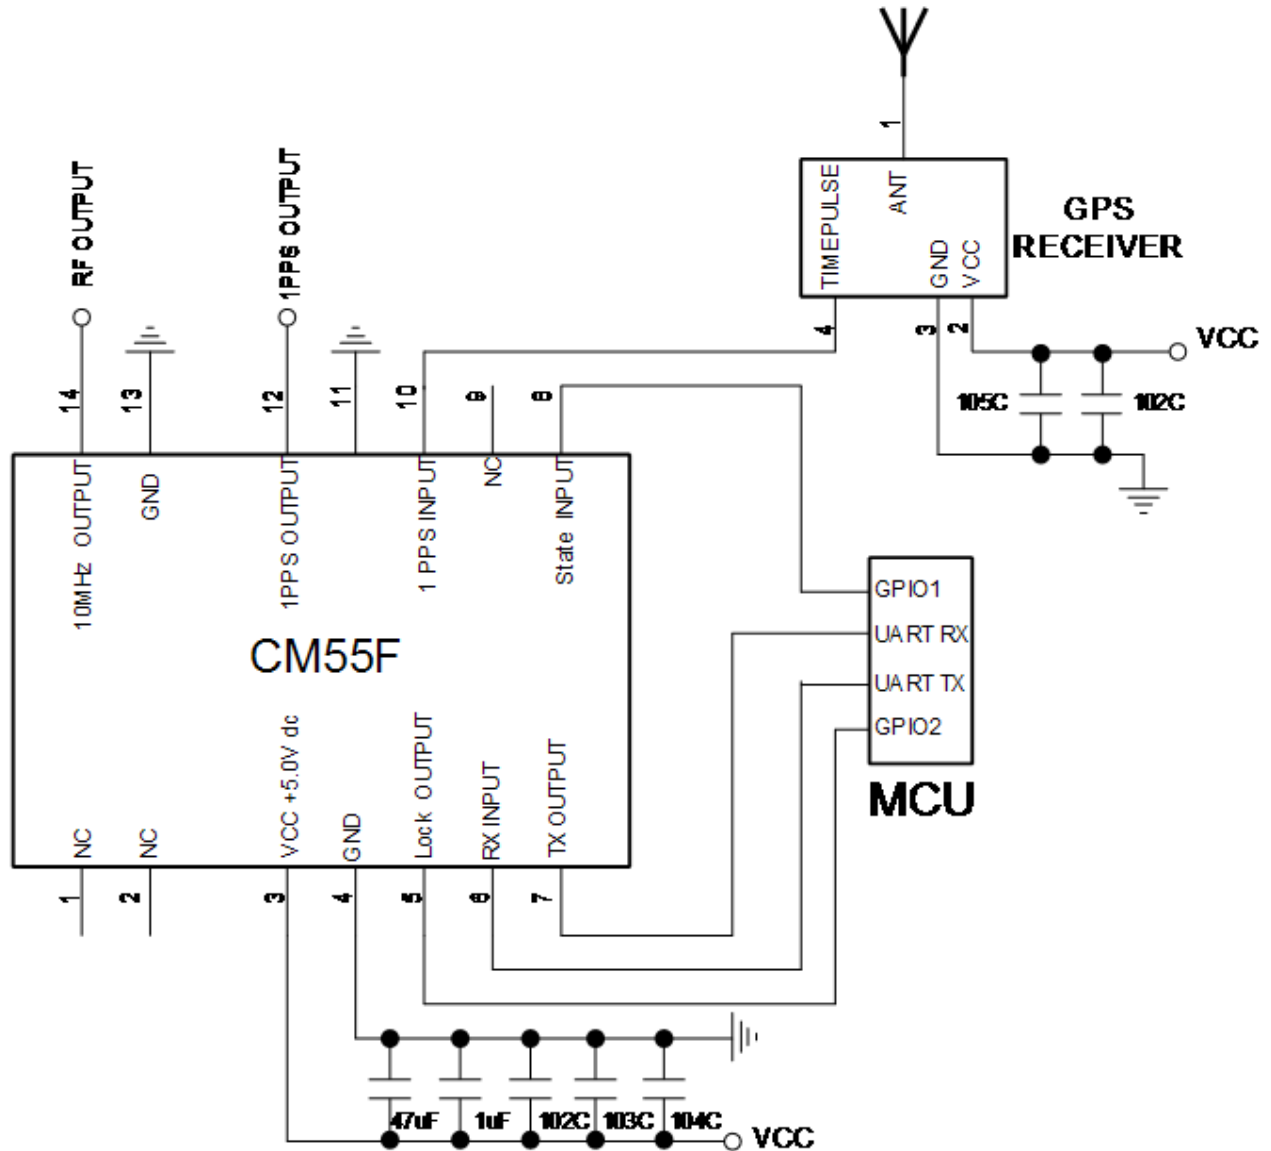 RF OUTPUT
1PPS OUTPUT
1
TIMEPULSE
ANT
GND
VCC
GPS
RECEIVER
4
3
2
VCC
105C
102C
14
13
12
11
10
9
8
10MHz OUTPUT
GND
1PPS OUTPUT
1 PPS INPUT
NC
State INPUT
CM55F
GPIO1
UART RX
UART TX
GPIO2
MCU
NC
NC
VCC +5.0V dc
GND
Lock OUTPUT
RX INPUT
TX OUTPUT
1
2
3
4
5
6
7
47uF
1uF
102C
103C
104C
VCC